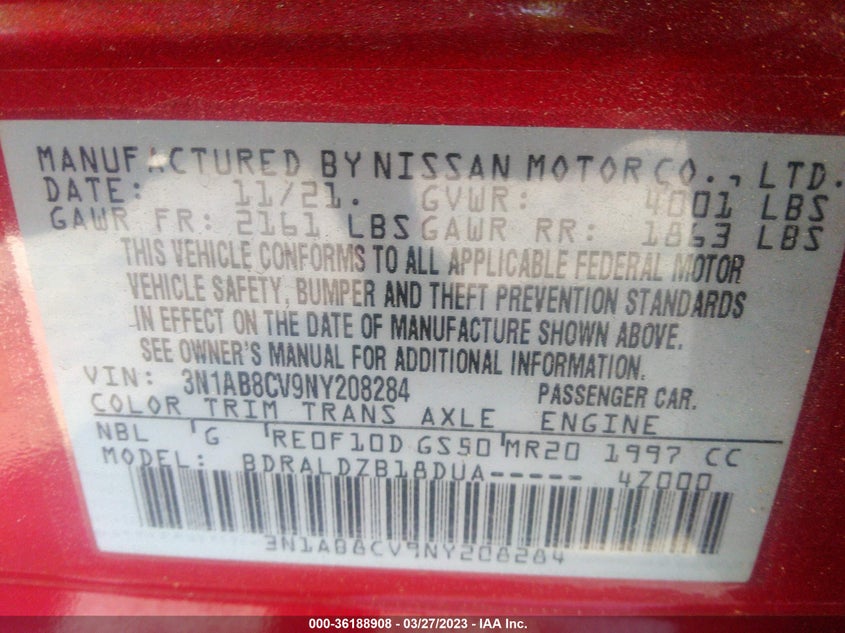 MANUFACTURED BY NISSAN MOTOR CO., LTD.
DATE: 11/21. GVWR: 4001 LBS
GAWR FR: 2161 LBS GAWR RR: 1863 LBS
THIS VEHICLE CONFORMS TO ALL APPLICABLE FEDERAL MOTOR
VEHICLE SAFETY, BUMPER AND THEFT PREVENTION STANDARDS
IN EFFECT ON THE DATE OF MANUFACTURE SHOWN ABOVE.
SEE OWNER'S MANUAL FOR ADDITIONAL INFORMATION.
VIN: 3N1AB8CV9NY208284 PASSENGER CAR.
COLOR TRIM TRANS AXLE ENGINE
NBL G RE0F10D GS50 MR20 1997 CC
MODEL: BDRALDZB18DUA----- 4Z000
3N1AB8CV9NY208284
000-36188908 - 03/27/2023 - IAA Inc.